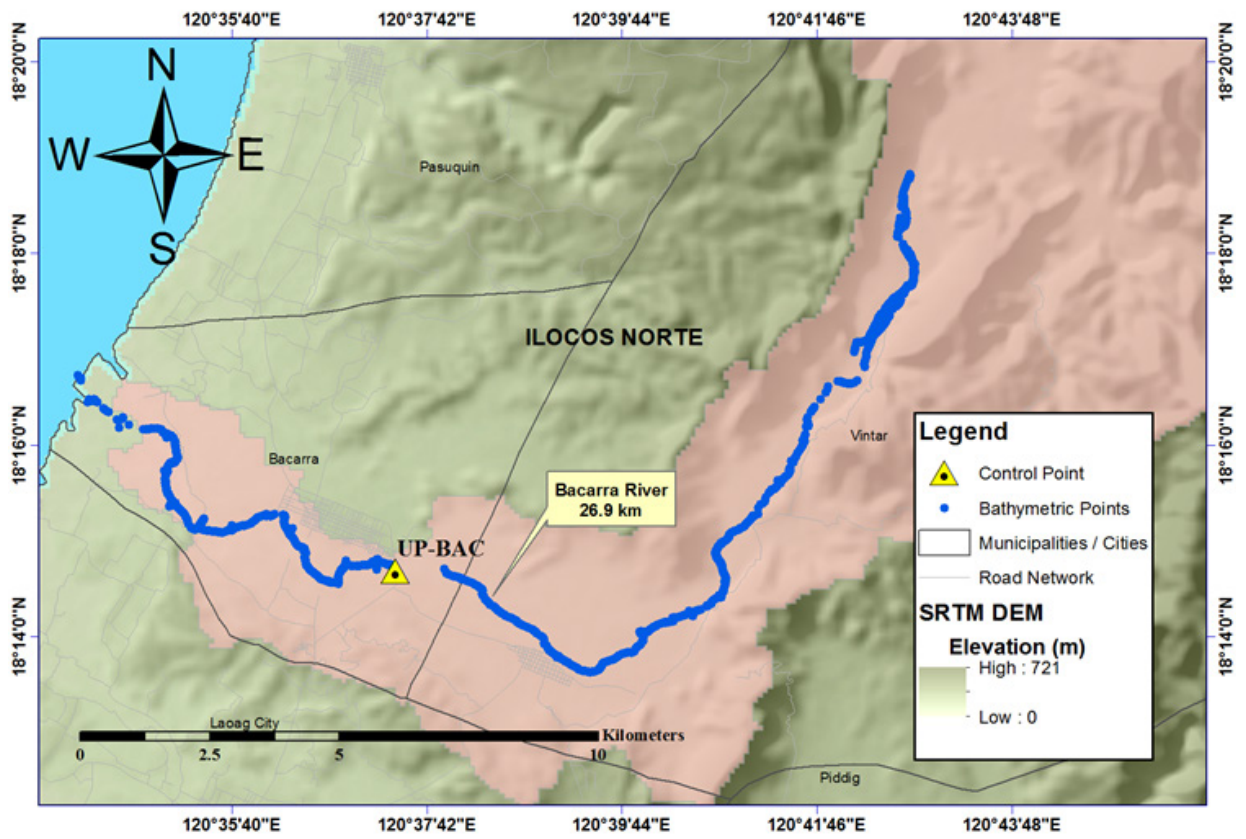 120°35'40"E 120°37'42"E 120°39'44"E 120°41'46"E 120°43'48"E
18°20'0"N 18°20'0"N
N
W E
S
Pasuquin
18°18'0"N 18°18'0"N
ILOCOS NORTE
18°16'0"N 18°16'0"N
Bacarra
Vintar
Bacarra River
26.9 km
UP-BAC
18°14'0"N 18°14'0"N
Laoag City
Kilometers
0 2.5 5 10
Piddig
Legend
Control Point
Bathymetric Points
Municipalities / Cities
Road Network
SRTM DEM
Elevation (m)
High : 721
Low : 0
120°35'40"E 120°37'42"E 120°39'44"E 120°41'46"E 120°43'48"E